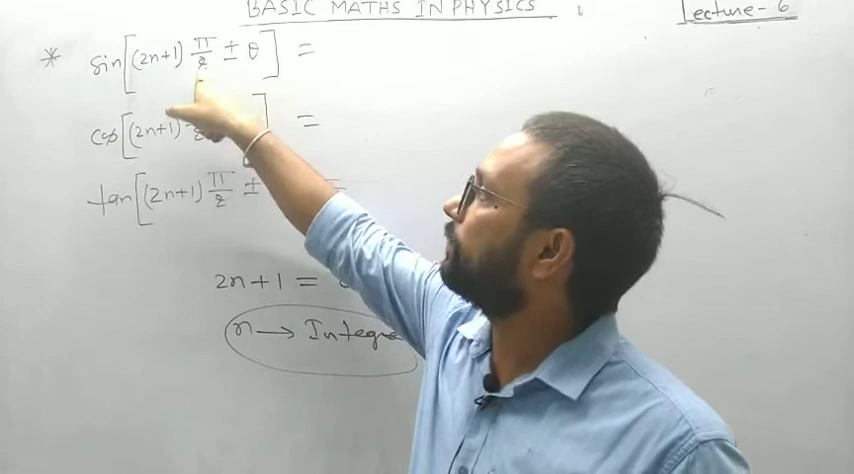 BASIC MATHS IN PHYSICS
Lecture-6
* sin[(2n+1) π/2 ± θ] =
cos[(2n+1) ] =
tan[(2n+1) π/2 ± =
2n+1 =
n → Intege